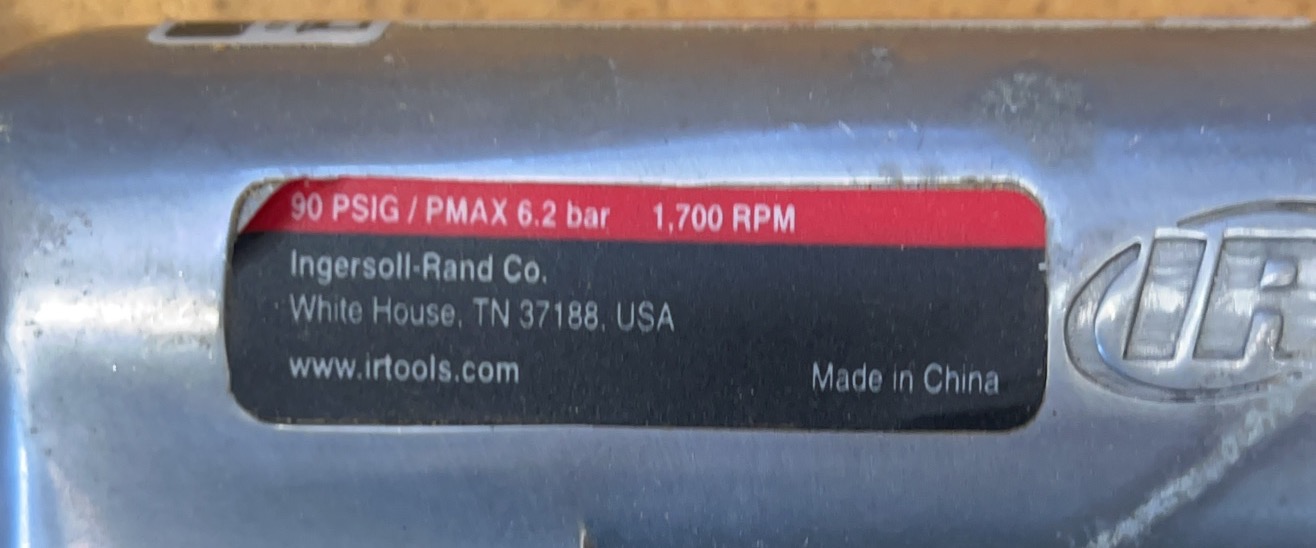 90 PSIG / PMAX 6.2 bar 1,700 RPM
Ingersoll-Rand Co.
White House, TN 37188, USA
www.irtools.com
Made in China
IR